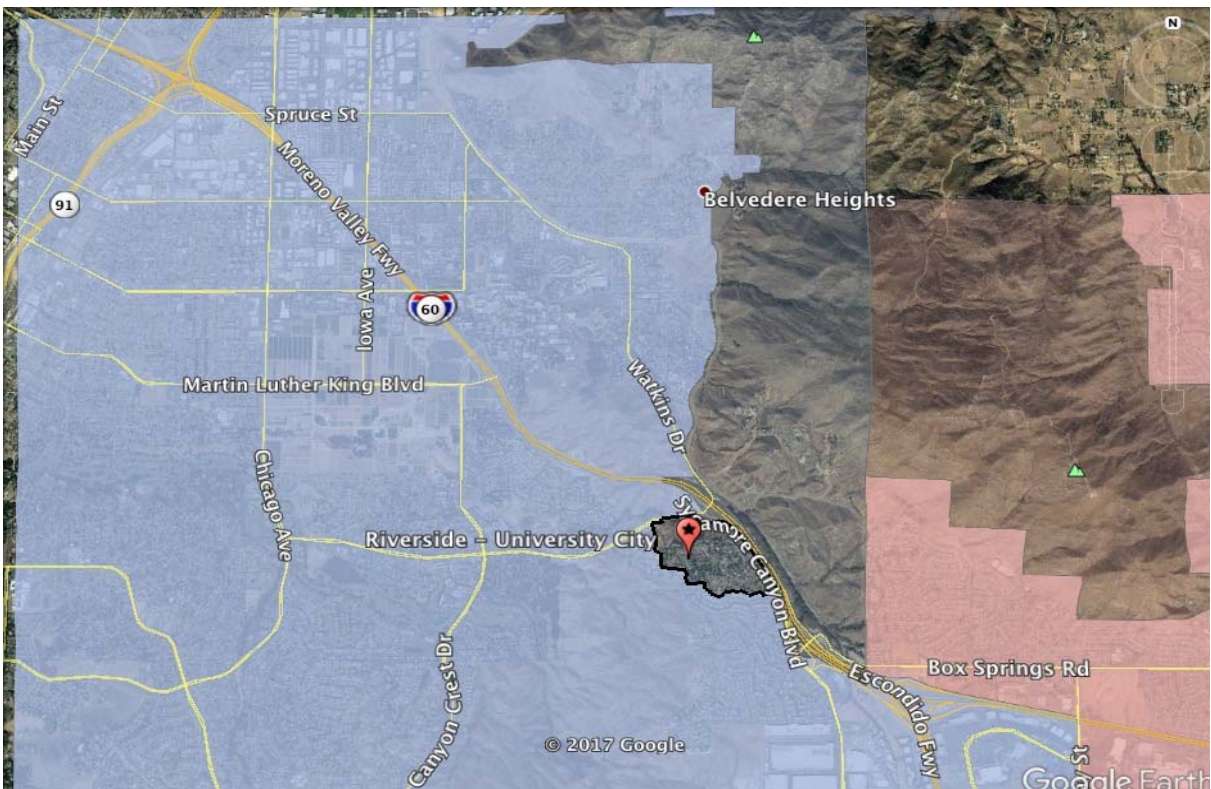 N
Main St
Spruce St
Moreno Valley Fwy
91
Belvedere Heights
Iowa Ave
60
Martin Luther King Blvd
Watkins Dr
Chicago Ave
Riverside - University City
Sycamore Canyon Blvd
Canyon Crest Dr
Box Springs Rd
Escondido Fwy
© 2017 Google
y St
Google Earth